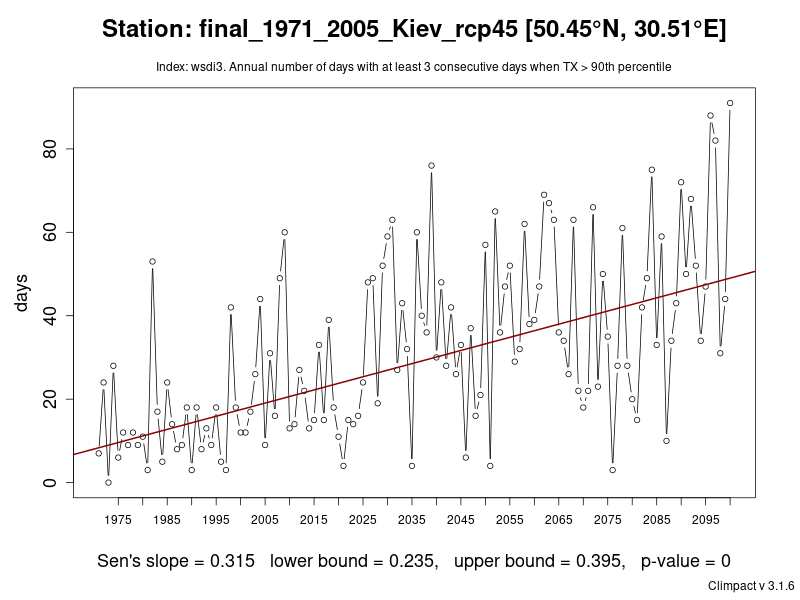 Station: final_1971_2005_Kiev_rcp45 [50.45°N, 30.51°E]
Index: wsdi3. Annual number of days with at least 3 consecutive days when TX > 90th percentile
days
80
60
40
20
0
1975 1985 1995 2005 2015 2025 2035 2045 2055 2065 2075 2085 2095
Sen's slope = 0.315 lower bound = 0.235, upper bound = 0.395, p-value = 0
Climpact v 3.1.6